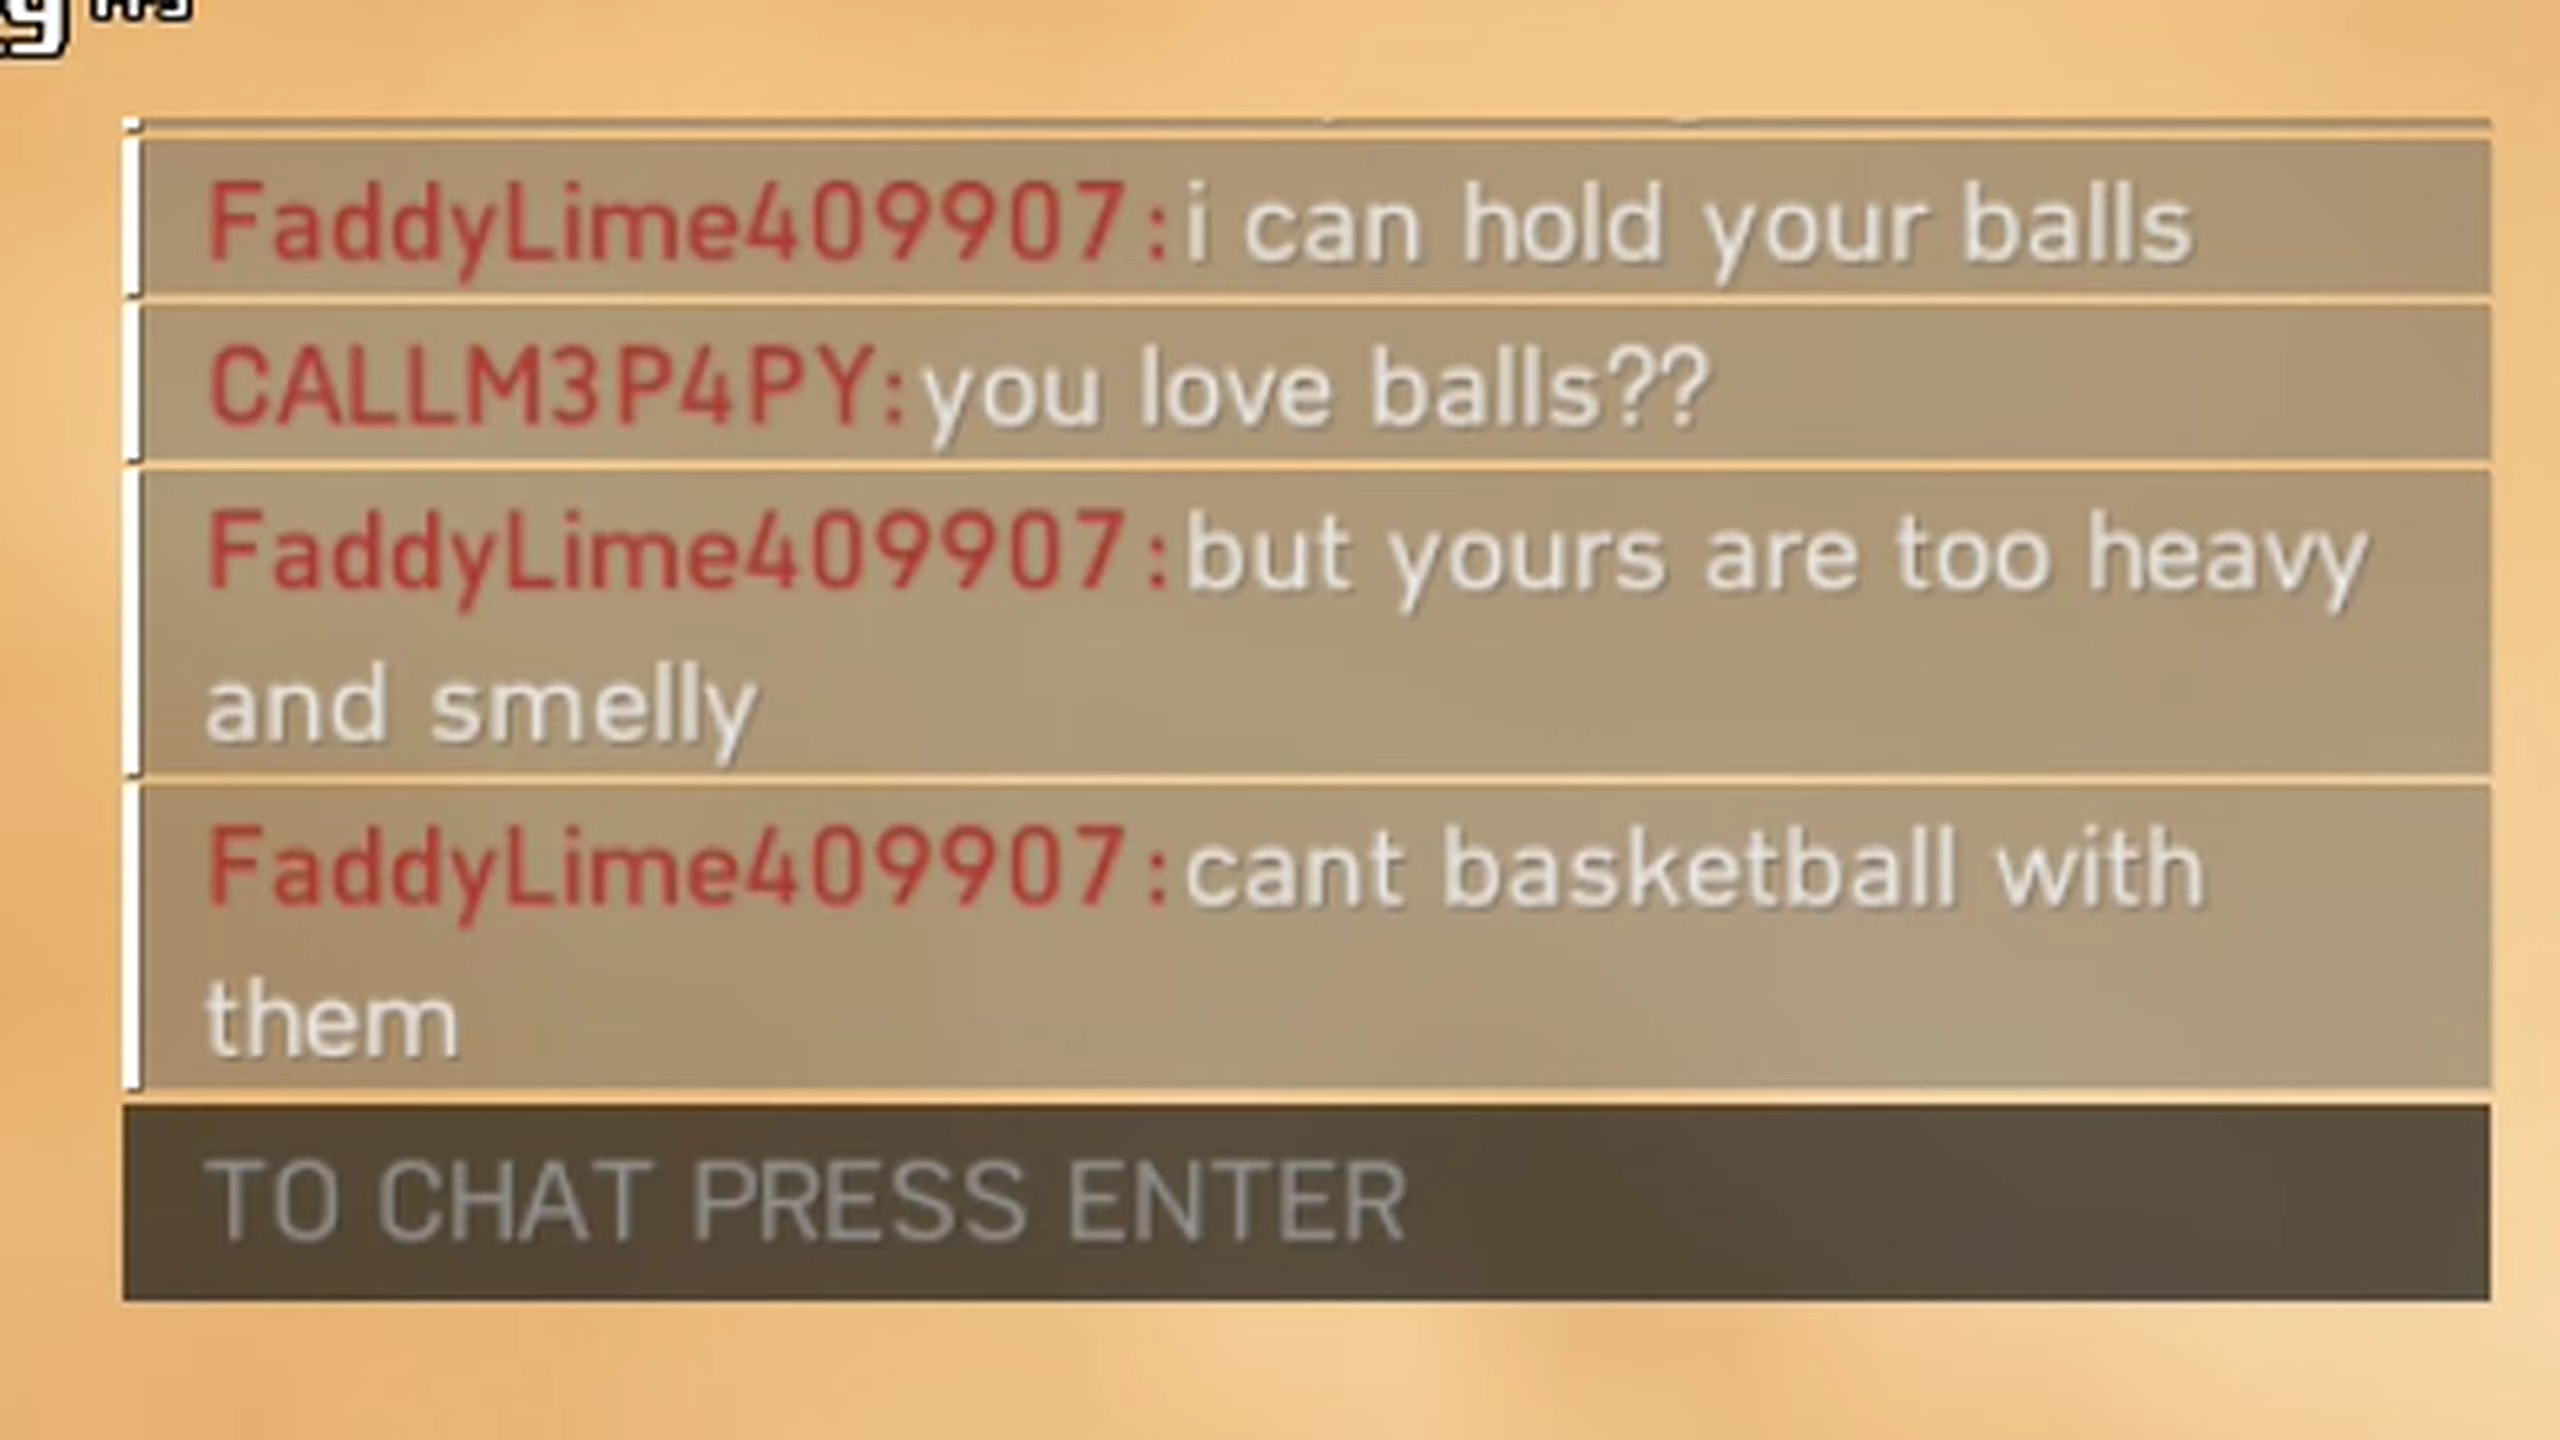 FaddyLime409907:i can hold your balls
CALLM3P4PY:you love balls??
FaddyLime409907:but yours are too heavy
and smelly
FaddyLime409907:cant basketball with
them
TO CHAT PRESS ENTER